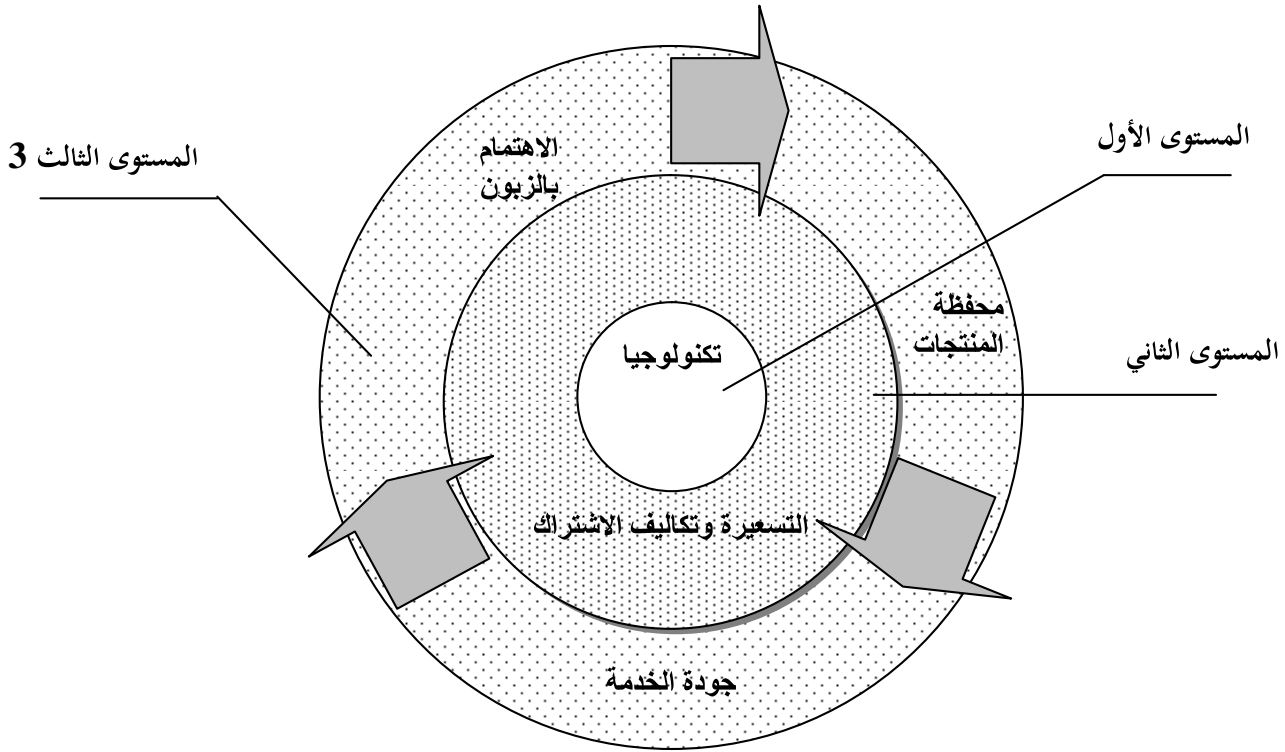 المستوى الأول
الاهتمام
بالزبون
المستوى الثالث 3
محفظة
المنتجات
تكنولوجيا
المستوى الثاني
التسعيرة وتكاليف الاشتراك
جودة الخدمة